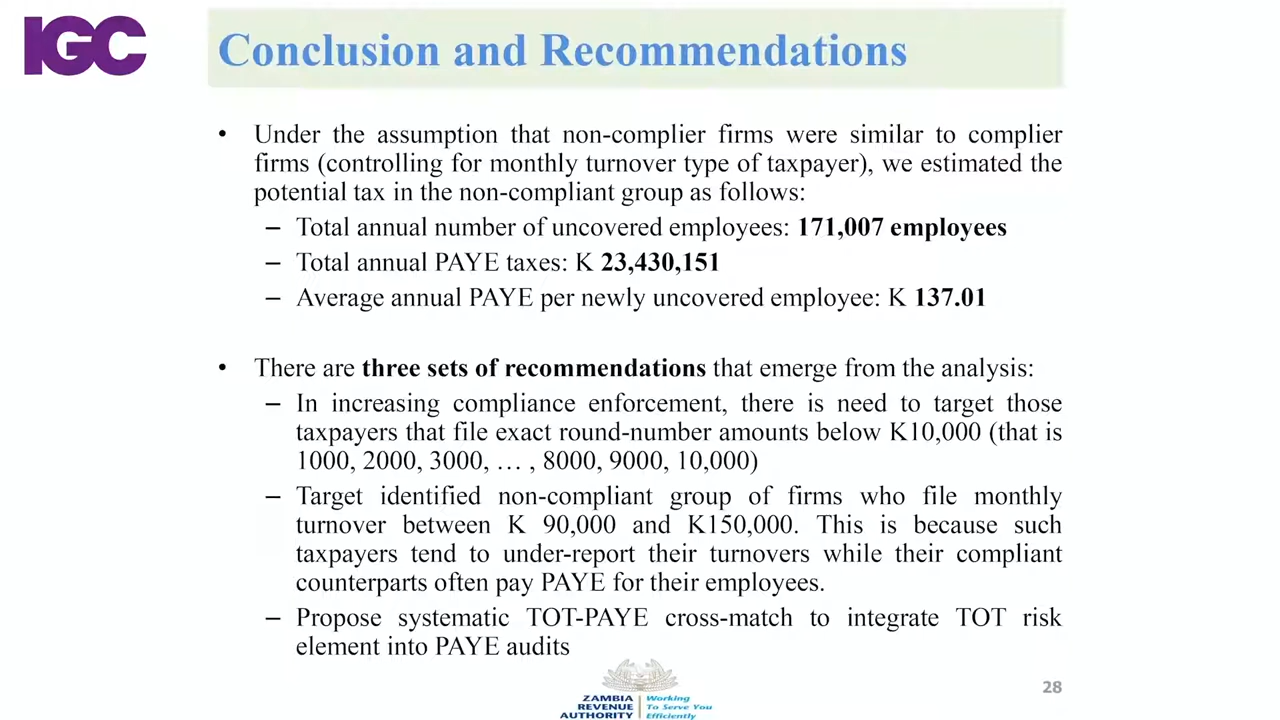 IGC
Conclusion and Recommendations
• Under the assumption that non-complier firms were similar to complier
firms (controlling for monthly turnover type of taxpayer), we estimated the
potential tax in the non-compliant group as follows:
– Total annual number of uncovered employees: 171,007 employees
– Total annual PAYE taxes: K 23,430,151
– Average annual PAYE per newly uncovered employee: K 137.01
• There are three sets of recommendations that emerge from the analysis:
– In increasing compliance enforcement, there is need to target those
taxpayers that file exact round-number amounts below K10,000 (that is
1000, 2000, 3000, … , 8000, 9000, 10,000)
– Target identified non-compliant group of firms who file monthly
turnover between K 90,000 and K150,000. This is because such
taxpayers tend to under-report their turnovers while their compliant
counterparts often pay PAYE for their employees.
– Propose systematic TOT-PAYE cross-match to integrate TOT risk
element into PAYE audits
28
ZAMBIA
REVENUE
AUTHORITY
Working
To Serve You
Efficiently